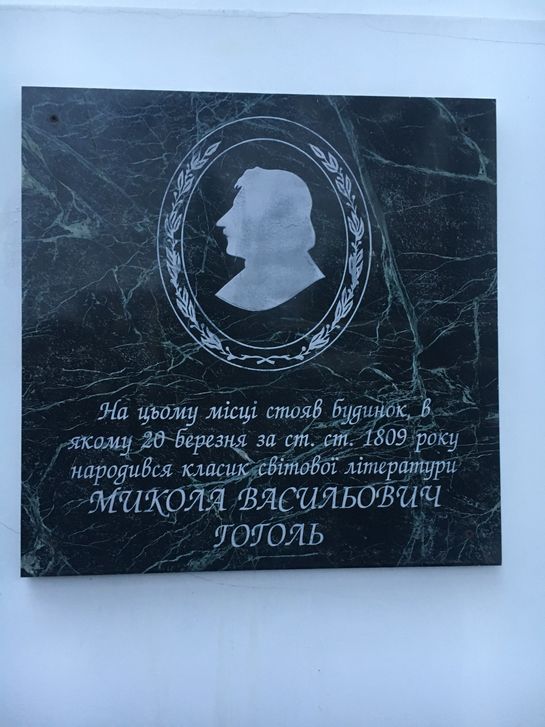 На цьому місці стояв будинок, в
якому 20 березня за ст. ст. 1809 року
народився класик світової літератури
МИКОЛА ВАСИЛЬОВИЧ
ГОГОЛЬ